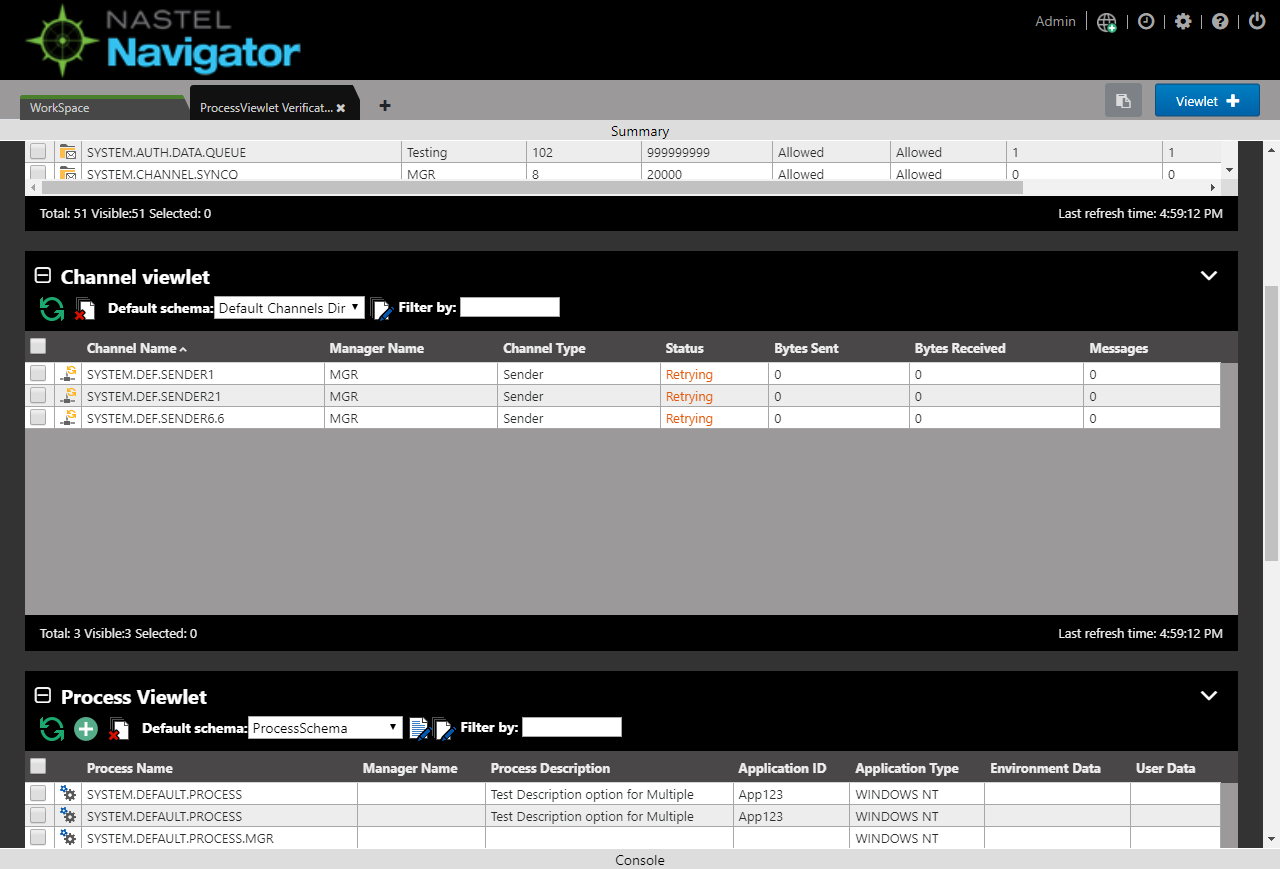 NASTEL
Navigator
Admin
WorkSpace
ProcessViewlet Verificat...
Viewlet
Summary
SYSTEM.AUTH.DATA.QUEUE Testing 102 999999999 Allowed Allowed 1 1
SYSTEM.CHANNEL.SYNCQ MGR 8 20000 Allowed Allowed 0 0
Total: 51 Visible:51 Selected: 0 Last refresh time: 4:59:12 PM
Channel viewlet
Default schema: Default Channels Dir Filter by:
Channel Name Manager Name Channel Type Status Bytes Sent Bytes Received Messages
SYSTEM.DEF.SENDER1 MGR Sender Retrying 0 0 0
SYSTEM.DEF.SENDER21 MGR Sender Retrying 0 0 0
SYSTEM.DEF.SENDER6.6 MGR Sender Retrying 0 0 0
Total: 3 Visible:3 Selected: 0 Last refresh time: 4:59:12 PM
Process Viewlet
Default schema: ProcessSchema Filter by:
Process Name Manager Name Process Description Application ID Application Type Environment Data User Data
SYSTEM.DEFAULT.PROCESS Test Description option for Multiple App123 WINDOWS NT
SYSTEM.DEFAULT.PROCESS Test Description option for Multiple App123 WINDOWS NT
SYSTEM.DEFAULT.PROCESS.MGR WINDOWS NT
Console